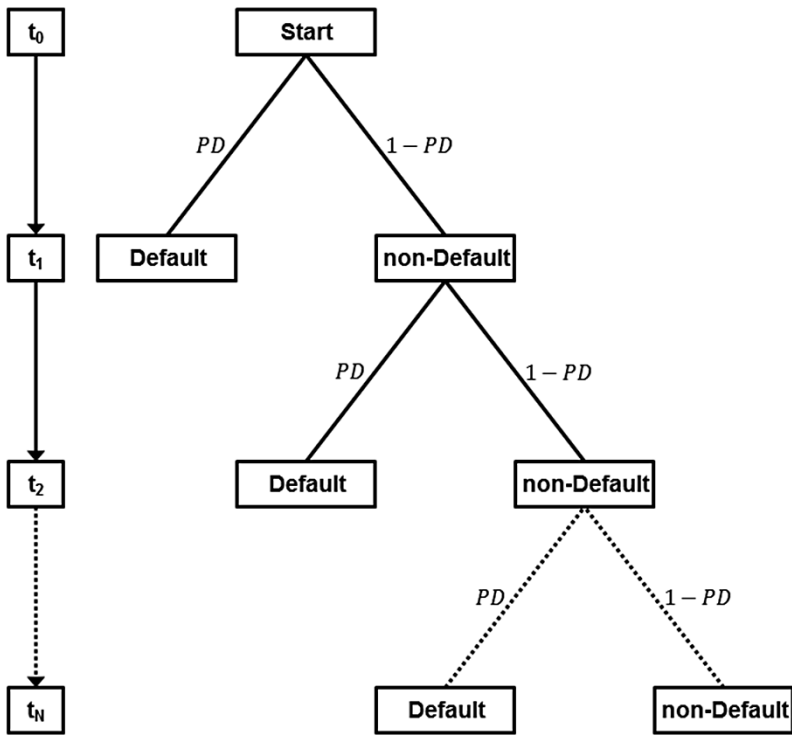 t₀ Start
PD 1 − PD
t₁ Default non-Default
PD 1 − PD
t₂ Default non-Default
PD 1 − PD
t_N Default non-Default